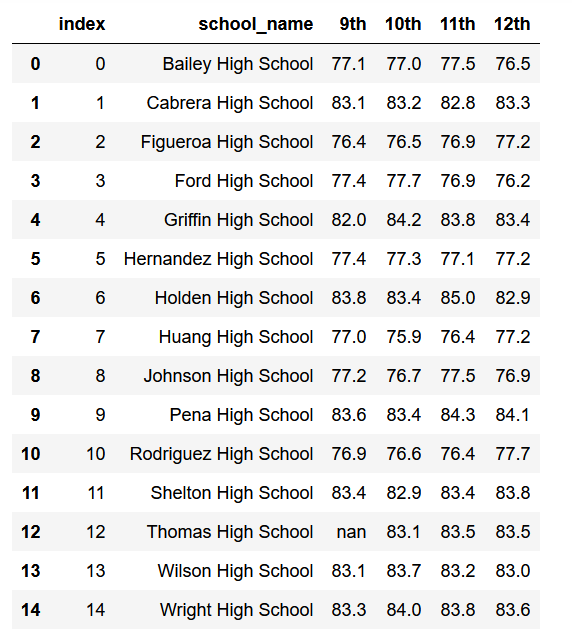 index school_name 9th 10th 11th 12th
0 0 Bailey High School 77.1 77.0 77.5 76.5
1 1 Cabrera High School 83.1 83.2 82.8 83.3
2 2 Figueroa High School 76.4 76.5 76.9 77.2
3 3 Ford High School 77.4 77.7 76.9 76.2
4 4 Griffin High School 82.0 84.2 83.8 83.4
5 5 Hernandez High School 77.4 77.3 77.1 77.2
6 6 Holden High School 83.8 83.4 85.0 82.9
7 7 Huang High School 77.0 75.9 76.4 77.2
8 8 Johnson High School 77.2 76.7 77.5 76.9
9 9 Pena High School 83.6 83.4 84.3 84.1
10 10 Rodriguez High School 76.9 76.6 76.4 77.7
11 11 Shelton High School 83.4 82.9 83.4 83.8
12 12 Thomas High School nan 83.1 83.5 83.5
13 13 Wilson High School 83.1 83.7 83.2 83.0
14 14 Wright High School 83.3 84.0 83.8 83.6